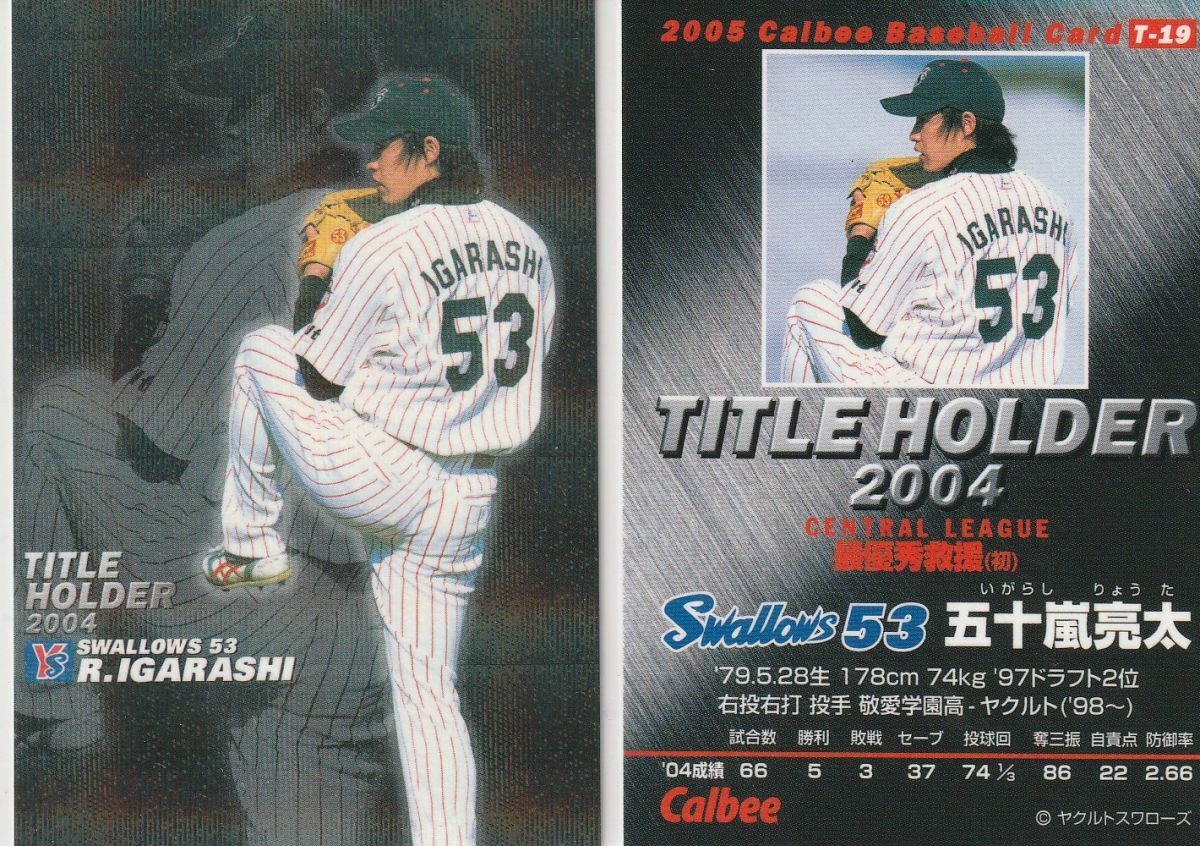 IGARASHI
53
53
TITLE
HOLDER
2004
YS
SWALLOWS 53
R.IGARASHI
2005 Calbee Baseball Card T-19
IGARASHI
53
53
TITLE HOLDER
2004
CENTRAL LEAGUE
最優秀救援(初)
いがらし りょうた
Swallows 53 五十嵐亮太
'79.5.28生 178cm 74kg '97ドラフト2位
右投右打 投手 敬愛学園高-ヤクルト('98〜)
試合数 勝利 敗戦 セーブ 投球回 奪三振 自責点 防御率
'04成績 66 5 3 37 74 1/3 86 22 2.66
Calbee
© ヤクルトスワローズ